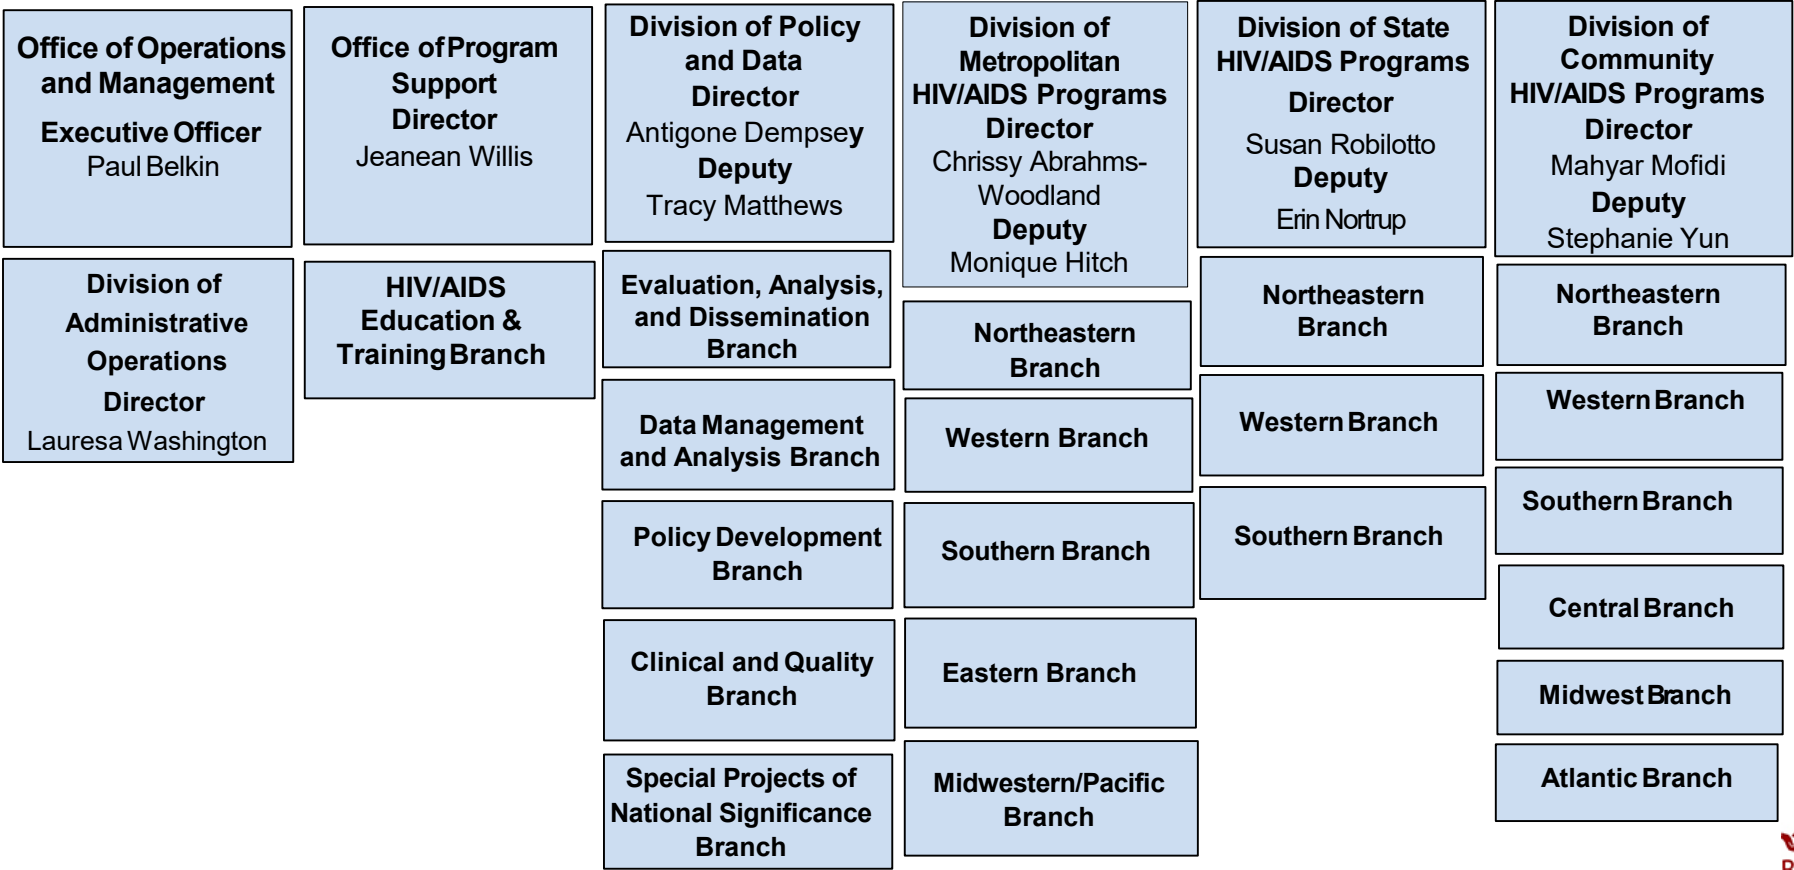 Office of Operations
and Management
Executive Officer
Paul Belkin
Division of
Administrative
Operations
Director
Lauresa Washington
Office of Program
Support
Director
Jeanean Willis
HIV/AIDS
Education &
Training Branch
Division of Policy
and Data
Director
Antigone Dempsey
Deputy
Tracy Matthews
Evaluation, Analysis,
and Dissemination
Branch
Data Management
and Analysis Branch
Policy Development
Branch
Clinical and Quality
Branch
Special Projects of
National Significance
Branch
Division of
Metropolitan
HIV/AIDS Programs
Director
Chrissy Abrahms-
Woodland
Deputy
Monique Hitch
Northeastern
Branch
Western Branch
Southern Branch
Eastern Branch
Midwestern/Pacific
Branch
Division of State
HIV/AIDS Programs
Director
Susan Robilotto
Deputy
Erin Nortrup
Northeastern
Branch
Western Branch
Southern Branch
Division of
Community
HIV/AIDS Programs
Director
Mahyar Mofidi
Deputy
Stephanie Yun
Northeastern
Branch
Western Branch
Southern Branch
Central Branch
Midwest Branch
Atlantic Branch